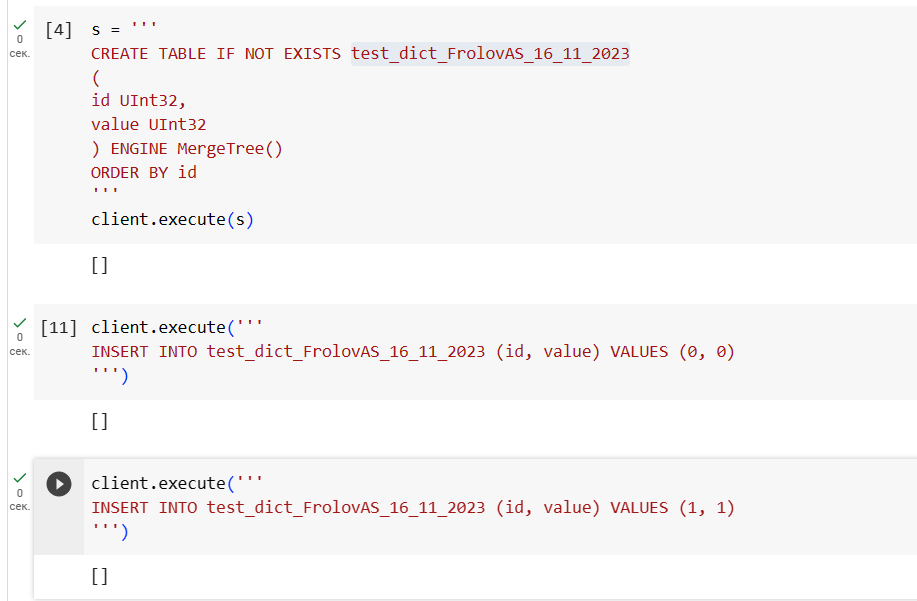 0
сек.
[4] s = '''
CREATE TABLE IF NOT EXISTS test_dict_FrolovAS_16_11_2023
(
id UInt32,
value UInt32
) ENGINE MergeTree()
ORDER BY id
'''
client.execute(s)
[]
0
сек.
[11] client.execute('''
INSERT INTO test_dict_FrolovAS_16_11_2023 (id, value) VALUES (0, 0)
''')
[]
0
сек.
client.execute('''
INSERT INTO test_dict_FrolovAS_16_11_2023 (id, value) VALUES (1, 1)
''')
[]